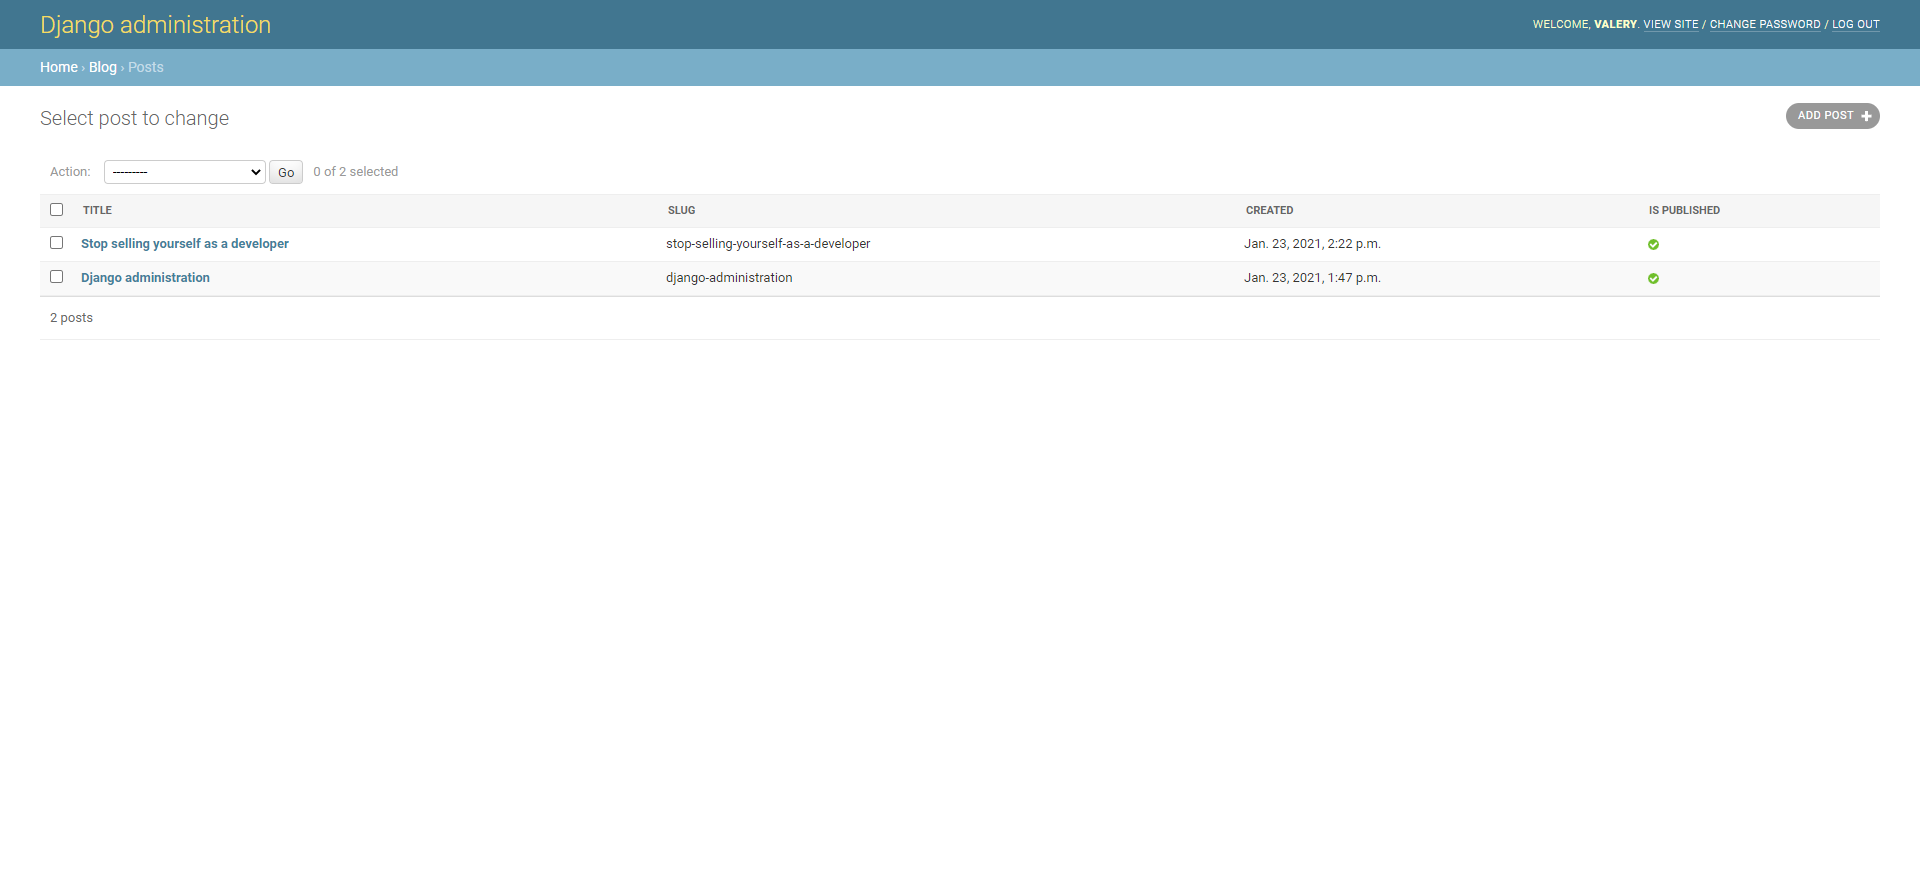 Django administration
WELCOME, VALERY. VIEW SITE / CHANGE PASSWORD / LOG OUT
Home › Blog › Posts
Select post to change
ADD POST
Action: --------- Go 0 of 2 selected
TITLE SLUG CREATED IS PUBLISHED
Stop selling yourself as a developer stop-selling-yourself-as-a-developer Jan. 23, 2021, 2:22 p.m.
Django administration django-administration Jan. 23, 2021, 1:47 p.m.
2 posts